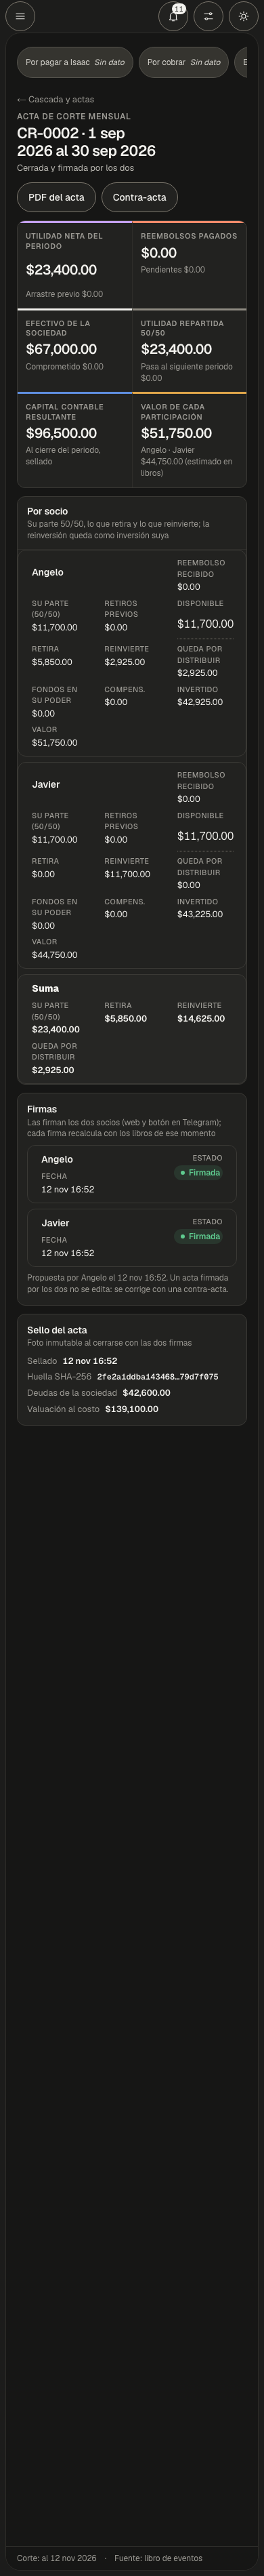 11
Por pagar a Isaac Sin dato
Por cobrar Sin dato
← Cascada y actas
ACTA DE CORTE MENSUAL
CR-0002 · 1 sep
2026 al 30 sep 2026
Cerrada y firmada por los dos
PDF del acta
Contra-acta
UTILIDAD NETA DEL
PERIODO
$23,400.00
Arrastre previo $0.00
REEMBOLSOS PAGADOS
$0.00
Pendientes $0.00
EFECTIVO DE LA
SOCIEDAD
$67,000.00
Comprometido $0.00
UTILIDAD REPARTIDA
50/50
$23,400.00
Pasa al siguiente periodo
$0.00
CAPITAL CONTABLE
RESULTANTE
$96,500.00
Al cierre del periodo,
sellado
VALOR DE CADA
PARTICIPACIÓN
$51,750.00
Angelo · Javier
$44,750.00 (estimado en
libros)
Por socio
Su parte 50/50, lo que retira y lo que reinvierte; la
reinversión queda como inversión suya
Angelo
REEMBOLSO
RECIBIDO
$0.00
SU PARTE
(50/50)
$11,700.00
RETIROS
PREVIOS
$0.00
DISPONIBLE
$11,700.00
RETIRA
$5,850.00
REINVIERTE
$2,925.00
QUEDA POR
DISTRIBUIR
$2,925.00
FONDOS EN
SU PODER
$0.00
COMPENS.
$0.00
INVERTIDO
$42,925.00
VALOR
$51,750.00
Javier
REEMBOLSO
RECIBIDO
$0.00
SU PARTE
(50/50)
$11,700.00
RETIROS
PREVIOS
$0.00
DISPONIBLE
$11,700.00
RETIRA
$0.00
REINVIERTE
$11,700.00
QUEDA POR
DISTRIBUIR
$0.00
FONDOS EN
SU PODER
$0.00
COMPENS.
$0.00
INVERTIDO
$43,225.00
VALOR
$44,750.00
Suma
SU PARTE
(50/50)
$23,400.00
RETIRA
$5,850.00
REINVIERTE
$14,625.00
QUEDA POR
DISTRIBUIR
$2,925.00
Firmas
Las firman los dos socios (web y botón en Telegram);
cada firma recalcula con los libros de ese momento
Angelo
ESTADO
Firmada
FECHA
12 nov 16:52
Javier
ESTADO
Firmada
FECHA
12 nov 16:52
Propuesta por Angelo el 12 nov 16:52. Un acta firmada
por los dos no se edita: se corrige con una contra-acta.
Sello del acta
Foto inmutable al cerrarse con las dos firmas
Sellado 12 nov 16:52
Huella SHA-256 2fe2a1ddba143468…79d7f075
Deudas de la sociedad $42,600.00
Valuación al costo $139,100.00
Corte: al 12 nov 2026 · Fuente: libro de eventos